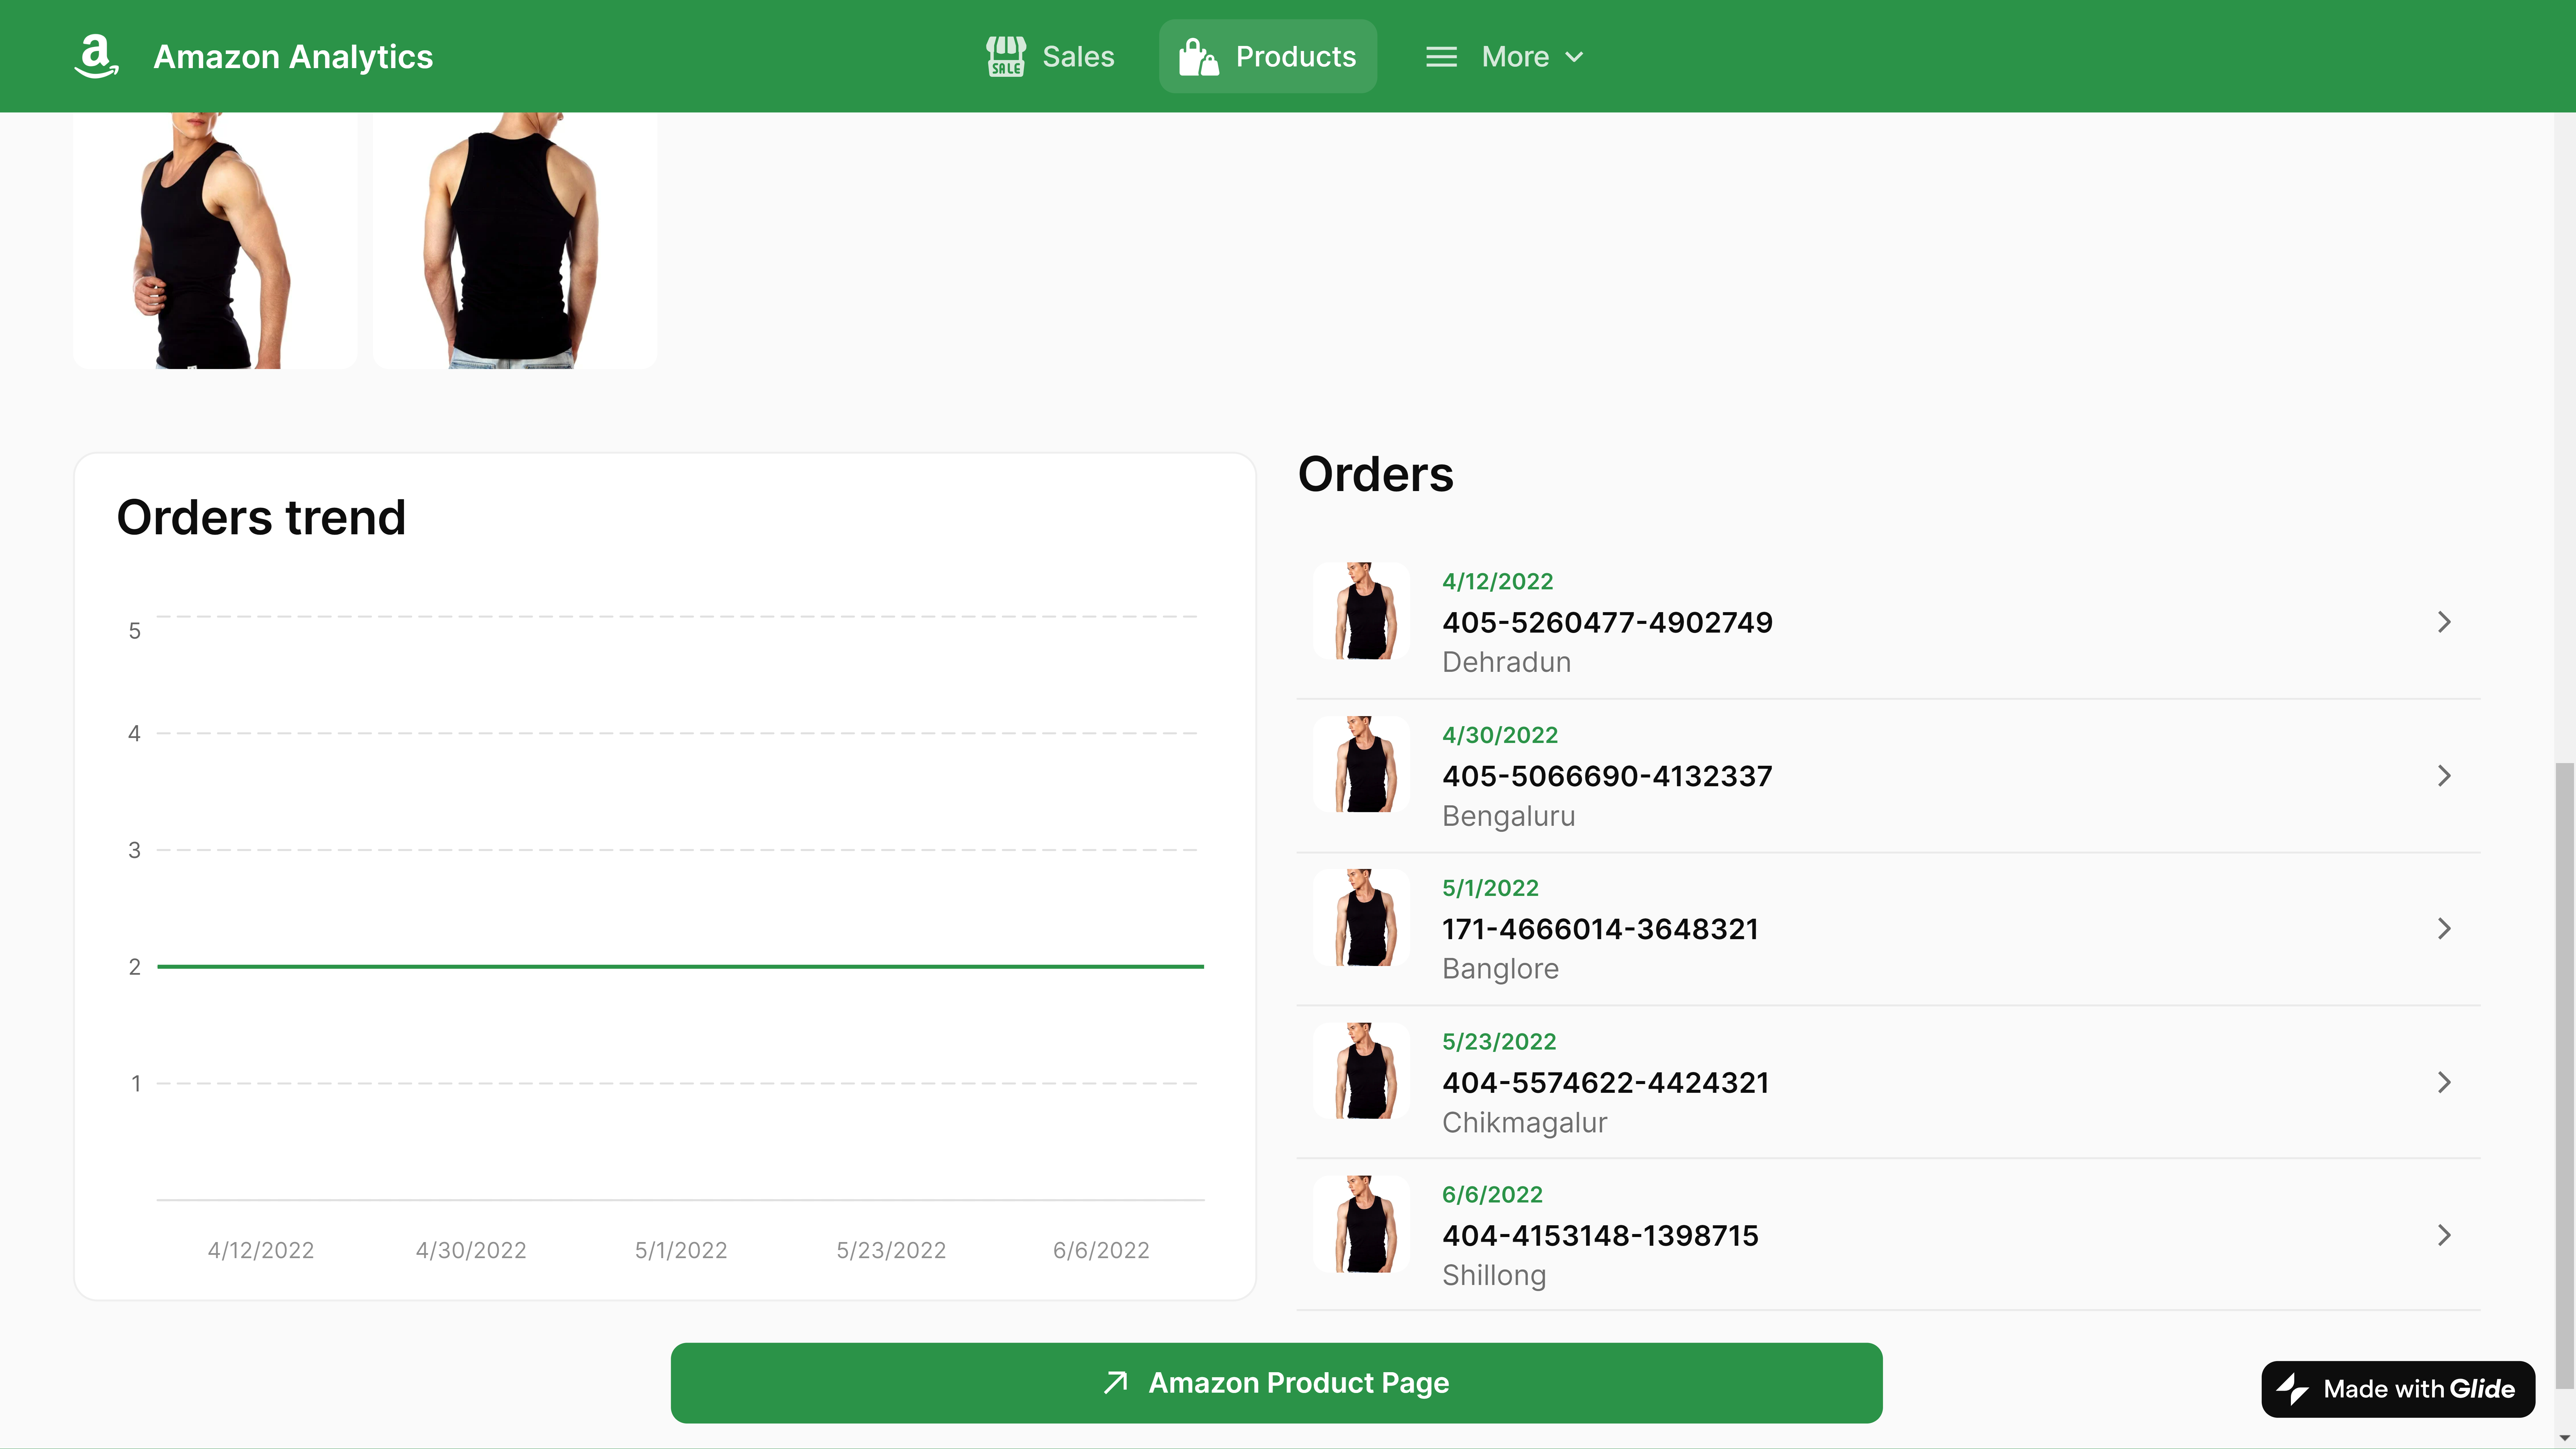 a Amazon Analytics
SALE Sales
Products
More
Orders trend
5
4
3
2
1
4/12/2022 4/30/2022 5/1/2022 5/23/2022 6/6/2022
Orders
4/12/2022
405-5260477-4902749
Dehradun
4/30/2022
405-5066690-4132337
Bengaluru
5/1/2022
171-4666014-3648321
Banglore
5/23/2022
404-5574622-4424321
Chikmagalur
6/6/2022
404-4153148-1398715
Shillong
Amazon Product Page
Made with Glide